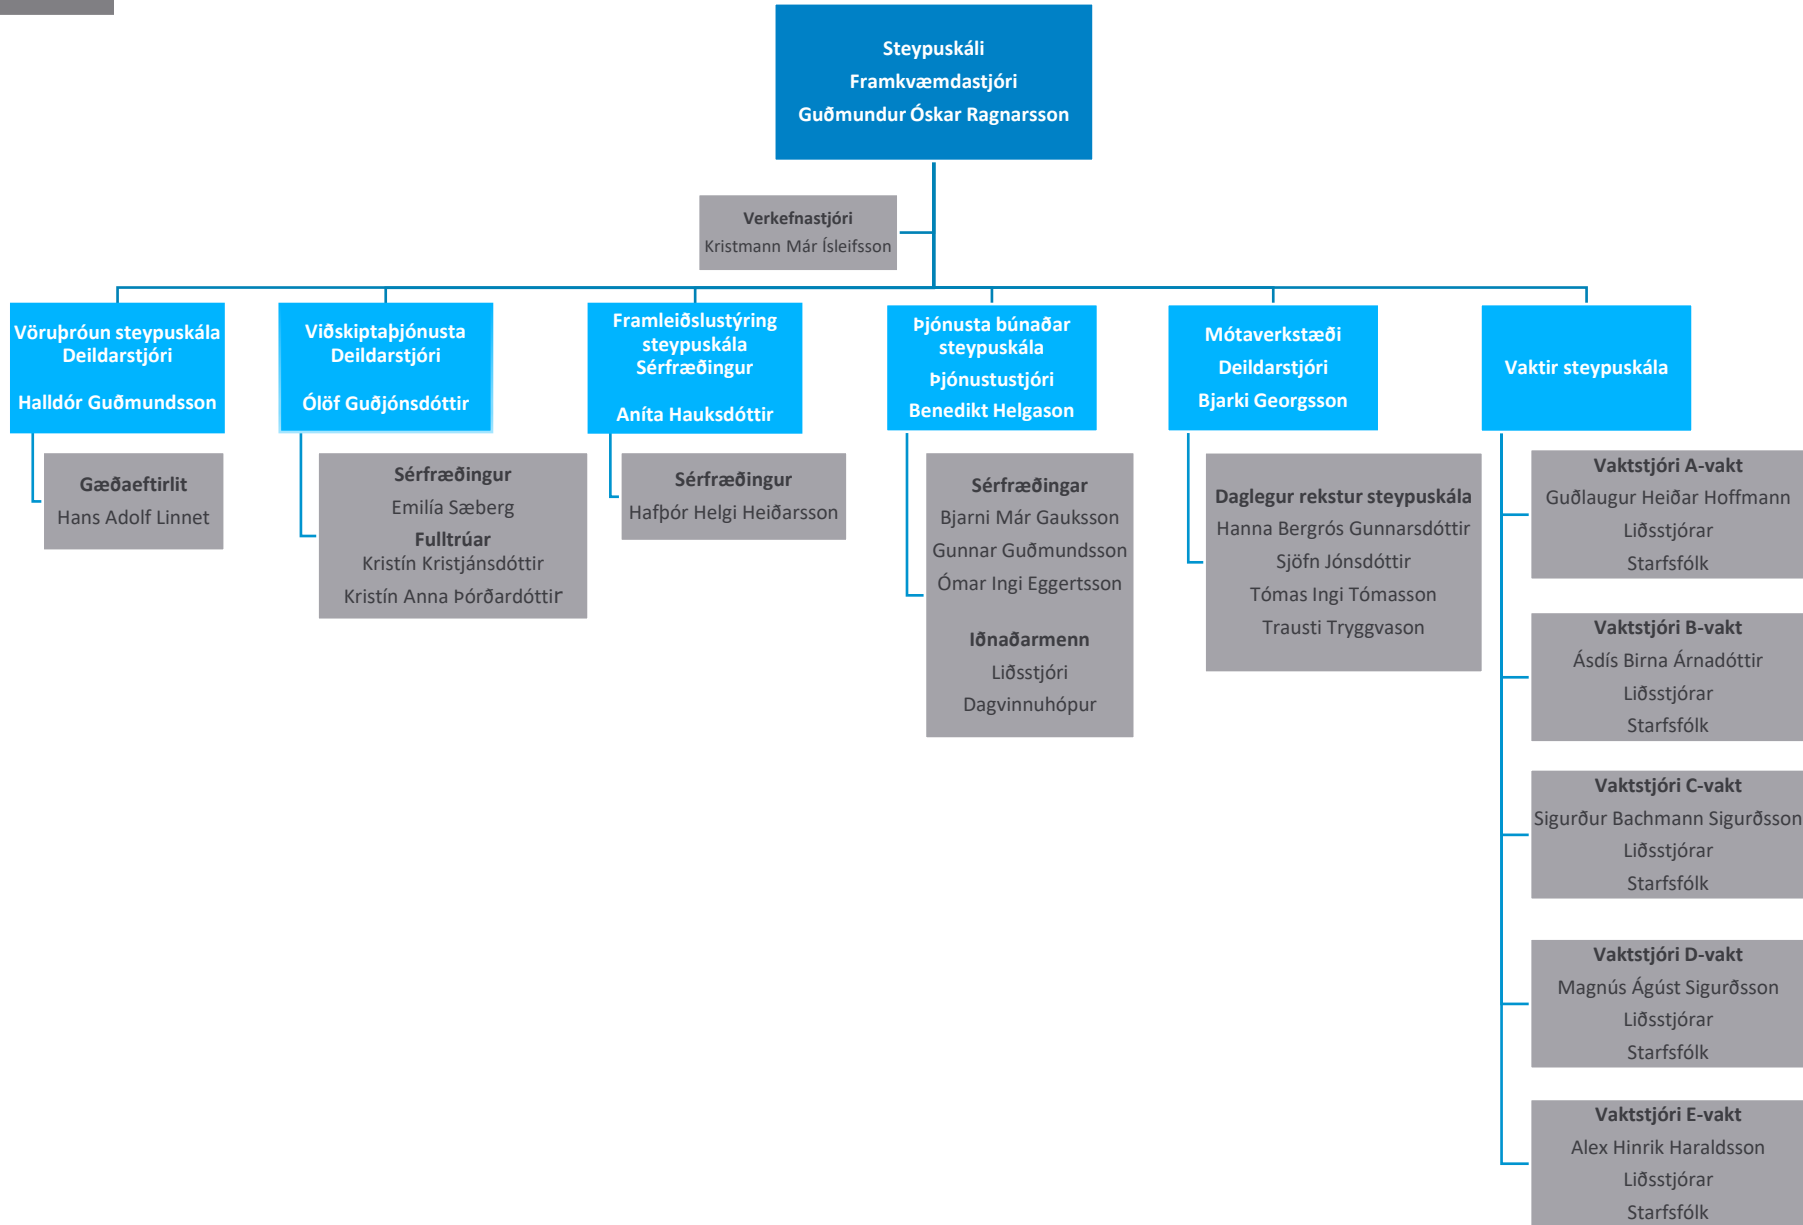 Steypuskáli
Framkvæmdastjóri
Guðmundur Óskar Ragnarsson
Verkefnastjóri
Kristmann Már Ísleifsson
Vöruþróun steypuskála
Deildarstjóri
Halldór Guðmundsson
Viðskiptaþjónusta
Deildarstjóri
Ólöf Guðjónsdóttir
Framleiðslustýring
steypuskála
Sérfræðingur
Aníta Hauksdóttir
Þjónusta búnaðar
steypuskála
Þjónustustjóri
Benedikt Helgason
Mótaverkstæði
Deildarstjóri
Bjarki Georgsson
Vaktir steypuskála
Gæðaeftirlit
Hans Adolf Linnet
Sérfræðingur
Emilía Sæberg
Fulltrúar
Kristín Kristjánsdóttir
Kristín Anna Þórðardóttir
Sérfræðingur
Hafþór Helgi Heiðarsson
Sérfræðingar
Bjarni Már Gauksson
Gunnar Guðmundsson
Ómar Ingi Eggertsson
Iðnaðarmenn
Liðsstjóri
Dagvinnuhópur
Daglegur rekstur steypuskála
Hanna Bergrós Gunnarsdóttir
Sjöfn Jónsdóttir
Tómas Ingi Tómasson
Trausti Tryggvason
Vaktstjóri A-vakt
Guðlaugur Heiðar Hoffmann
Liðsstjórar
Starfsfólk
Vaktstjóri B-vakt
Ásdís Birna Árnadóttir
Liðsstjórar
Starfsfólk
Vaktstjóri C-vakt
Sigurður Bachmann Sigurðsson
Liðsstjórar
Starfsfólk
Vaktstjóri D-vakt
Magnús Ágúst Sigurðsson
Liðsstjórar
Starfsfólk
Vaktstjóri E-vakt
Alex Hinrik Haraldsson
Liðsstjórar
Starfsfólk